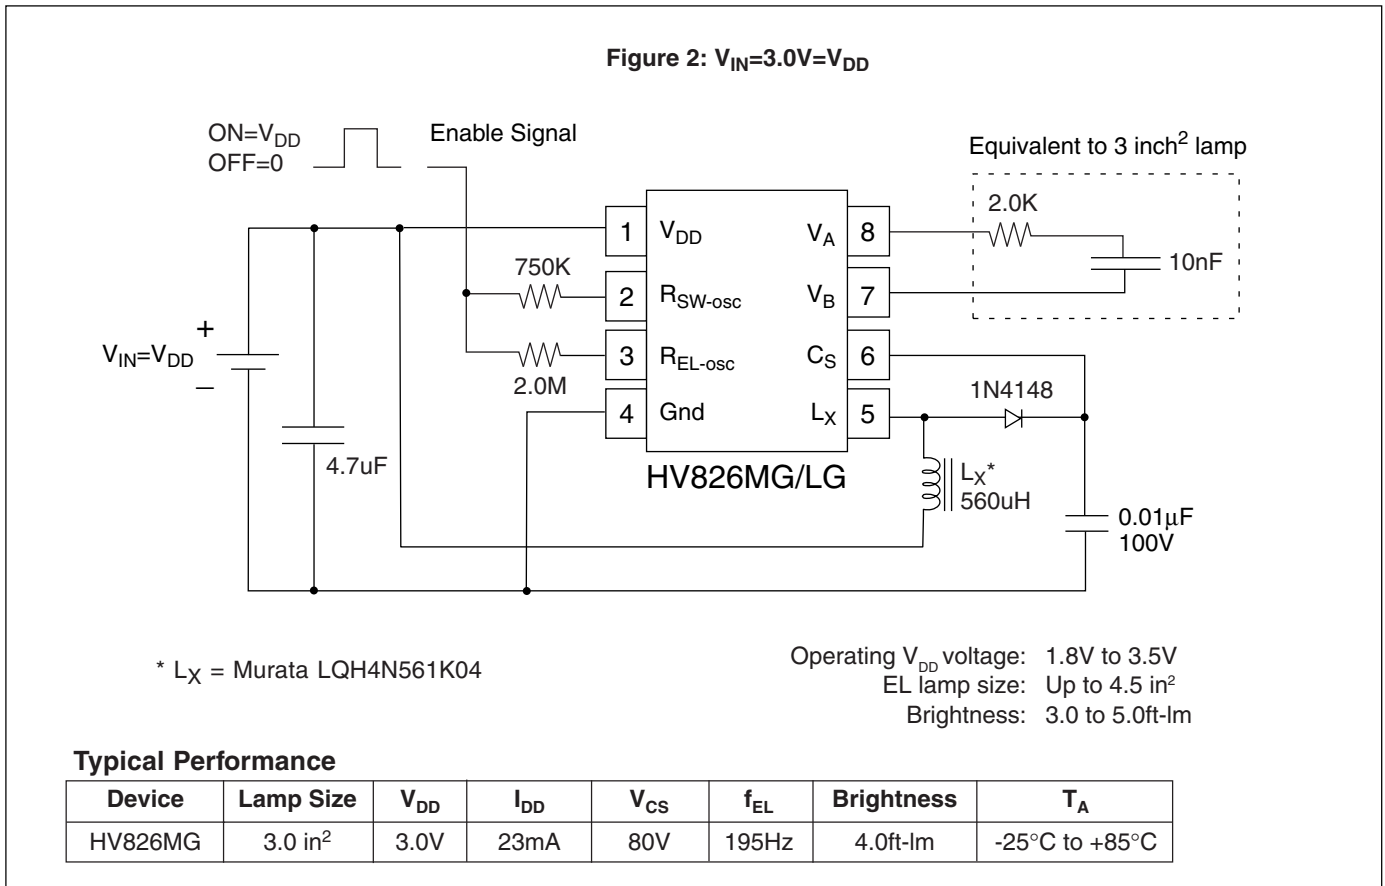 Figure 2: VIN=3.0V=VDD
ON=VDD
OFF=0
Enable Signal
Equivalent to 3 inch2 lamp
2.0K
10nF
1 VDD
VA 8
750K
2 RSW-osc
VB 7
VIN=VDD
+
–
3 REL-osc
CS 6
2.0M
1N4148
4 Gnd
LX 5
4.7uF
HV826MG/LG
LX*
560uH
0.01µF
100V
* LX = Murata LQH4N561K04
Operating VDD voltage: 1.8V to 3.5V
EL lamp size: Up to 4.5 in2
Brightness: 3.0 to 5.0ft-lm
Typical Performance
Device Lamp Size VDD IDD VCS fEL Brightness TA
HV826MG 3.0 in2 3.0V 23mA 80V 195Hz 4.0ft-lm -25°C to +85°C